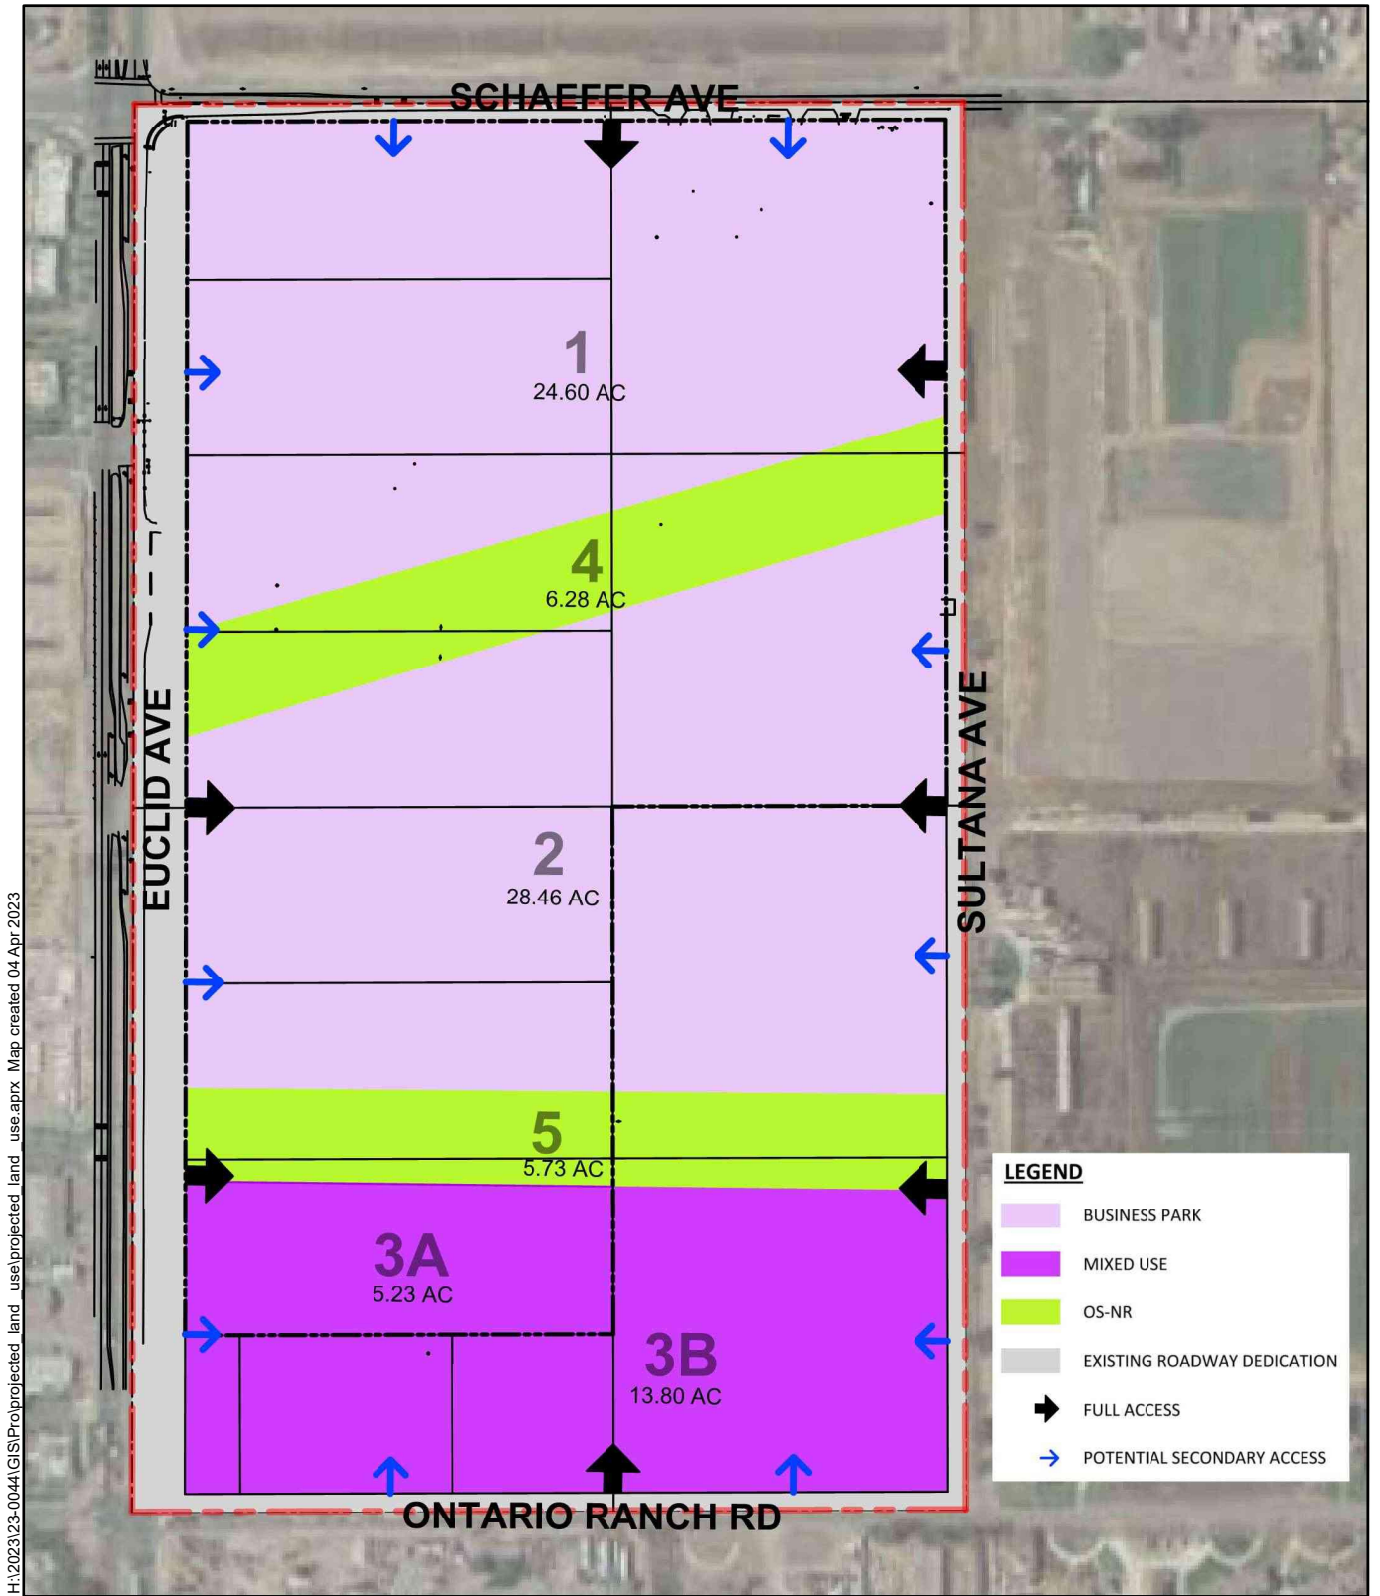 SCHAEFER AVE
1
24.60 AC
4
6.28 AC
EUCLID AVE
SULTANA AVE
2
28.46 AC
5
5.73 AC
3A
5.23 AC
3B
13.80 AC
ONTARIO RANCH RD
LEGEND
BUSINESS PARK
MIXED USE
OS-NR
EXISTING ROADWAY DEDICATION
FULL ACCESS
POTENTIAL SECONDARY ACCESS
H:\2023\23-0044\GIS\Pro\projected_land_use\projected_land_use.aprx Map created 04 Apr 2023